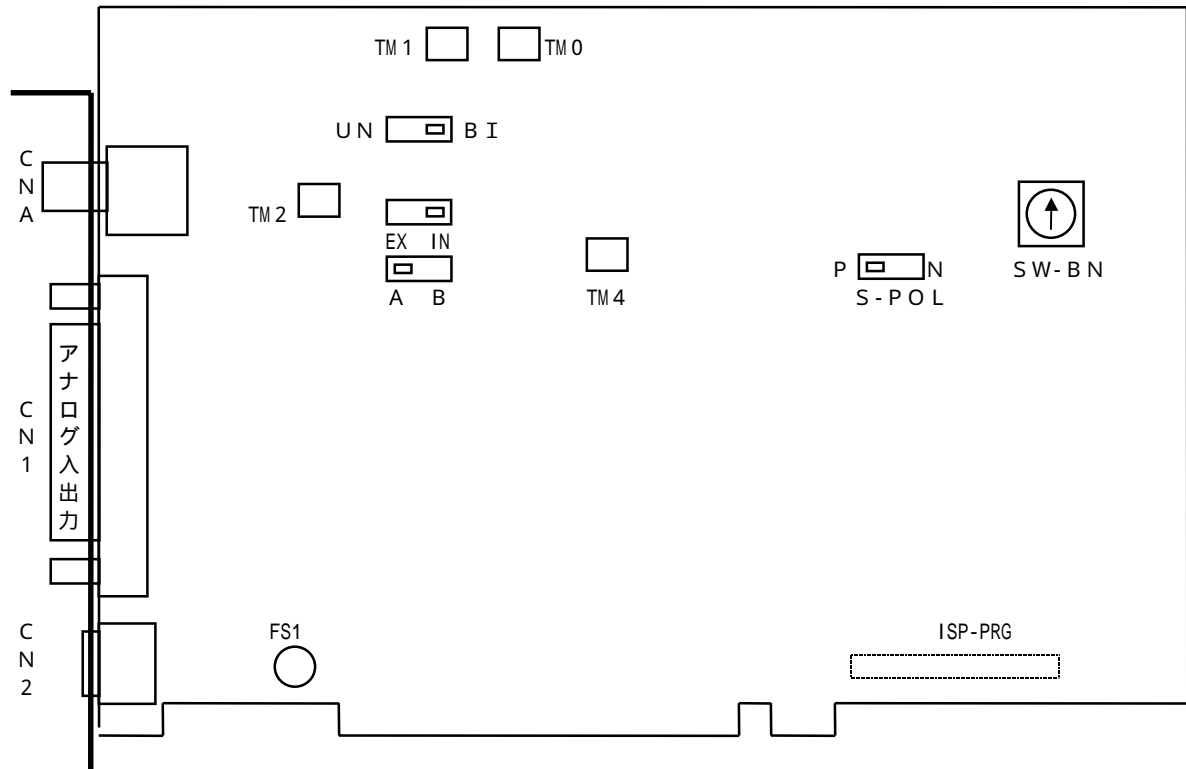 TM1
TM0
UN
BI
CNA
TM2
EX IN
A B
TM4
P
N
S-POL
SW-BN
CN1
アナログ入出力
CN2
FS1
ISP-PRG